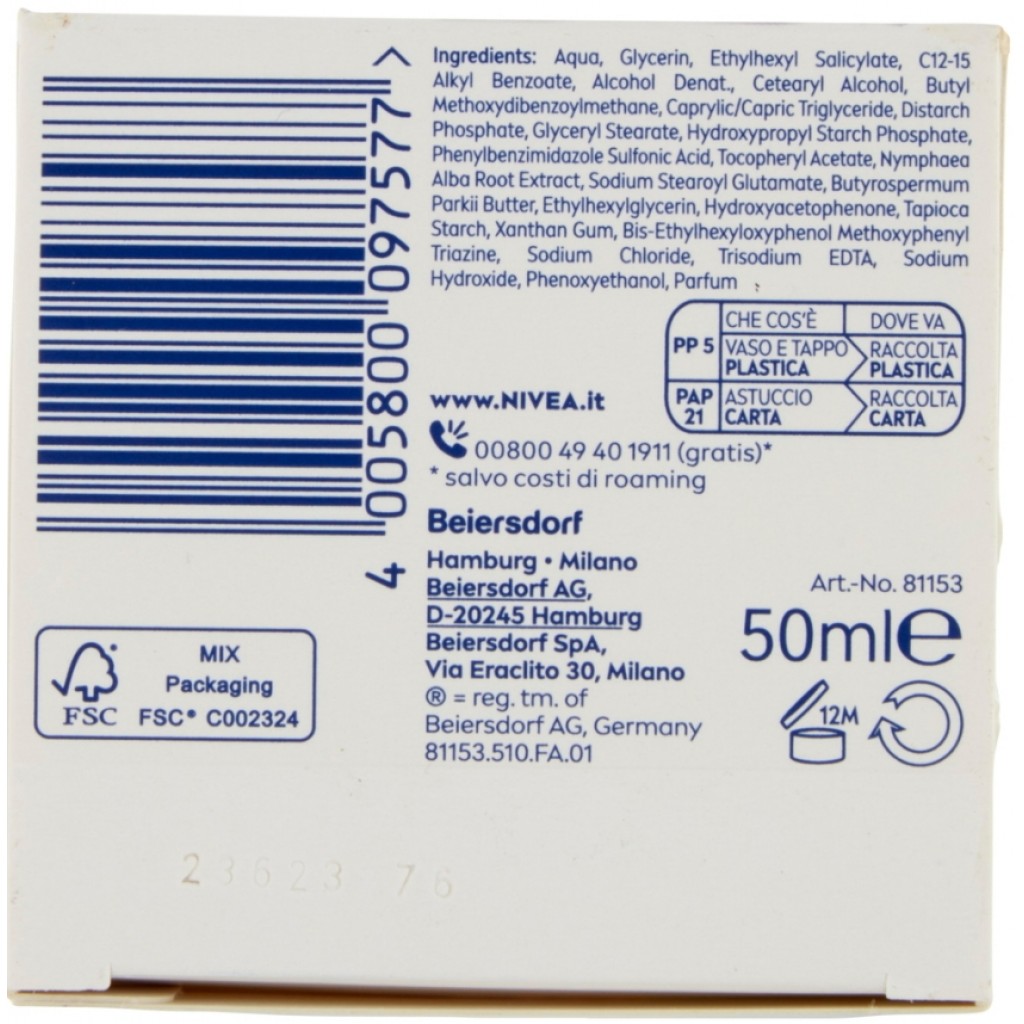 Ingredients: Aqua, Glycerin, Ethylhexyl Salicylate, C12-15
Alkyl Benzoate, Alcohol Denat., Cetearyl Alcohol, Butyl
Methoxydibenzoylmethane, Caprylic/Capric Triglyceride, Distarch
Phosphate, Glyceryl Stearate, Hydroxypropyl Starch Phosphate,
Phenylbenzimidazole Sulfonic Acid, Tocopheryl Acetate, Nymphaea
Alba Root Extract, Sodium Stearoyl Glutamate, Butyrospermum
Parkii Butter, Ethylhexylglycerin, Hydroxyacetophenone, Tapioca
Starch, Xanthan Gum, Bis-Ethylhexyloxyphenol Methoxyphenyl
Triazine, Sodium Chloride, Trisodium EDTA, Sodium
Hydroxide, Phenoxyethanol, Parfum
4 005800 097577 >
CHE COS'È DOVE VA
PP 5 VASO E TAPPO PLASTICA RACCOLTA PLASTICA
PAP 21 ASTUCCIO CARTA RACCOLTA CARTA
www.NIVEA.it
00800 49 40 1911 (gratis)*
* salvo costi di roaming
Beiersdorf
Hamburg • Milano
Beiersdorf AG,
D-20245 Hamburg
Beiersdorf SpA,
Via Eraclito 30, Milano
® = reg. tm. of
Beiersdorf AG, Germany
81153.510.FA.01
Art.-No. 81153
50ml e
12M
FSC
MIX
Packaging
FSC® C002324
23623 76